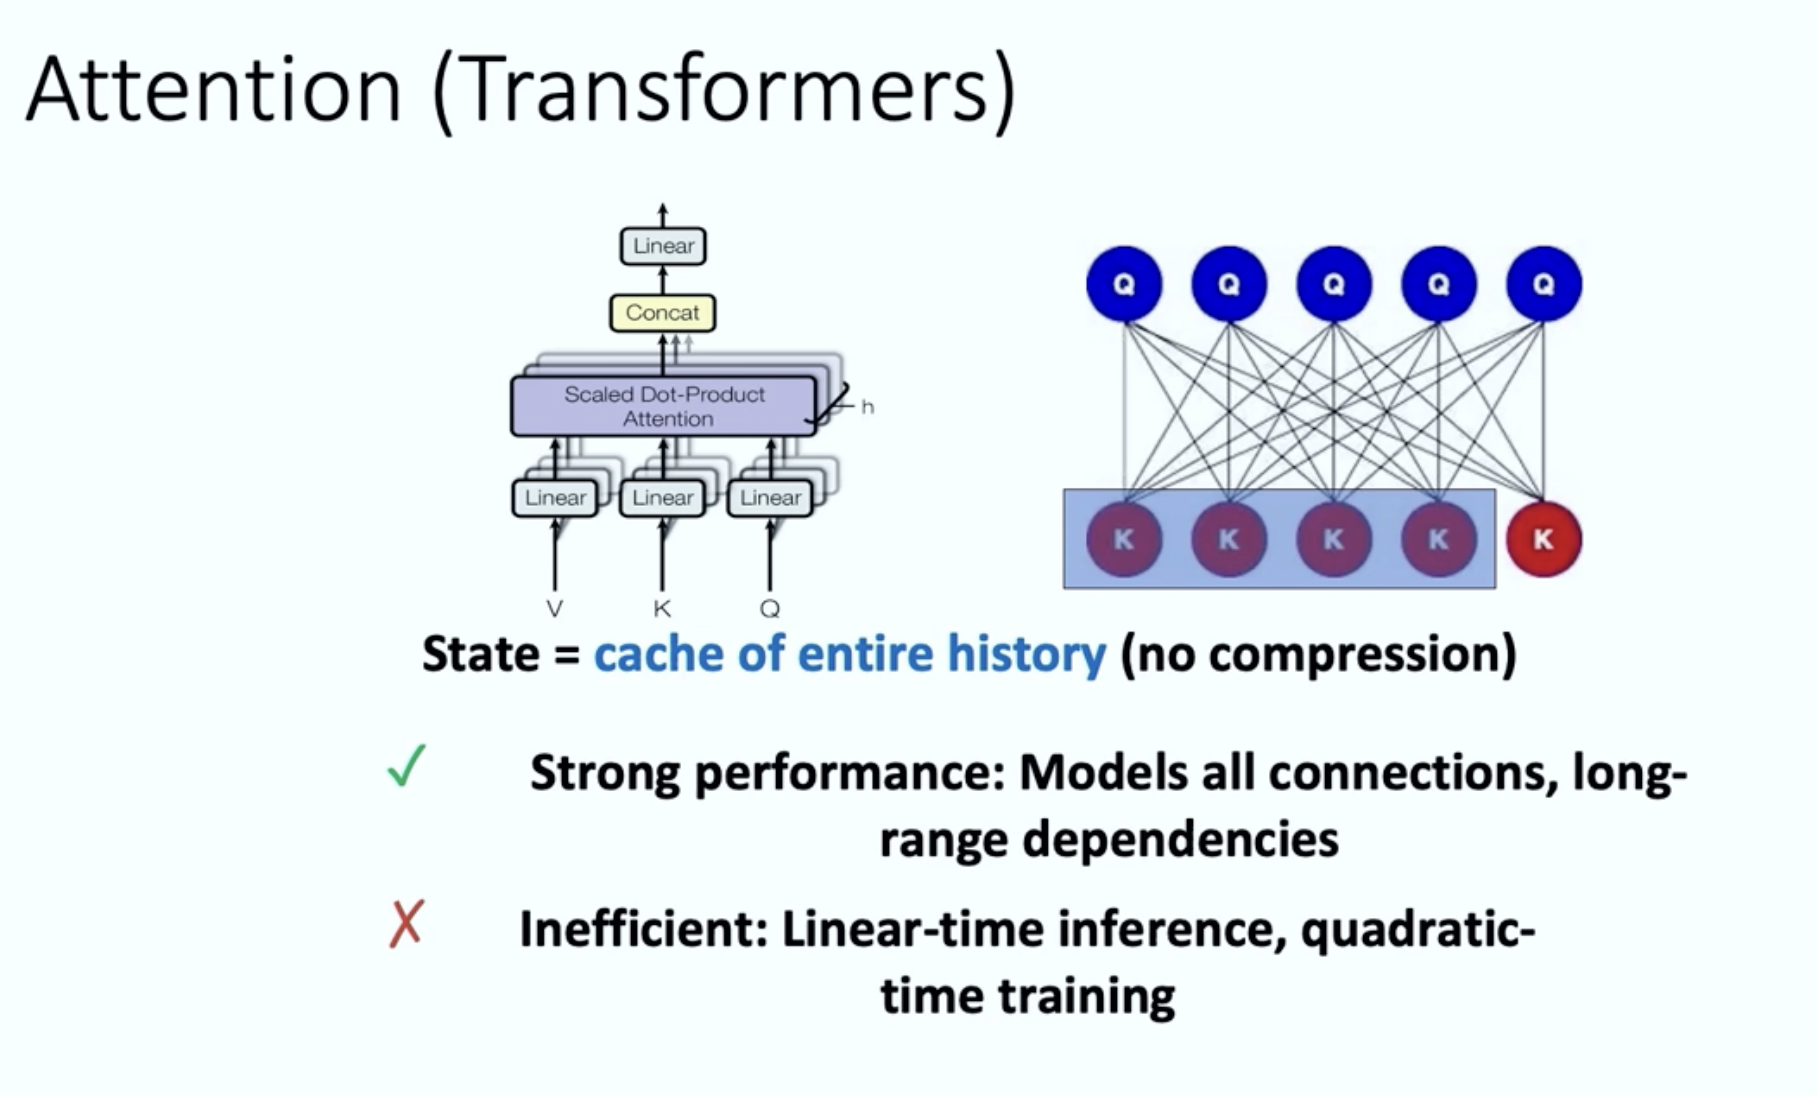 Attention (Transformers)
Linear
Concat
Scaled Dot-Product
Attention
h
Linear Linear Linear
V K Q
Q Q Q Q Q
K K K K K
State = cache of entire history (no compression)
✓ Strong performance: Models all connections, long-
range dependencies
✗ Inefficient: Linear-time inference, quadratic-
time training